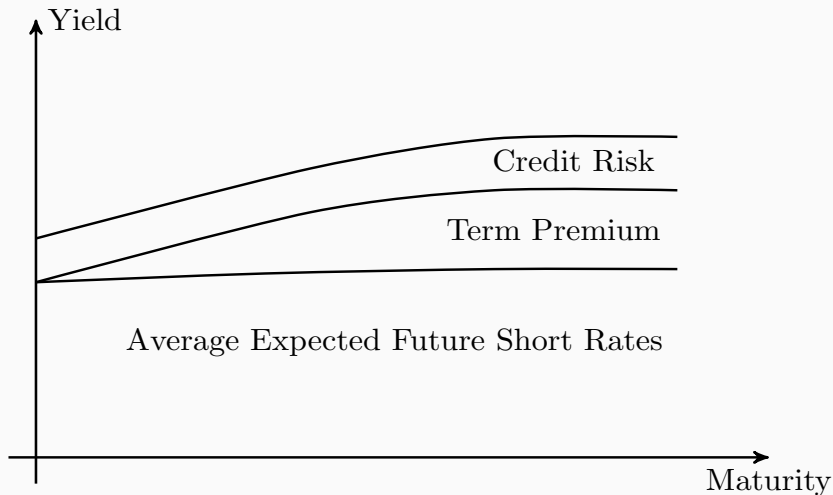 Yield
Credit Risk
Term Premium
Average Expected Future Short Rates
Maturity